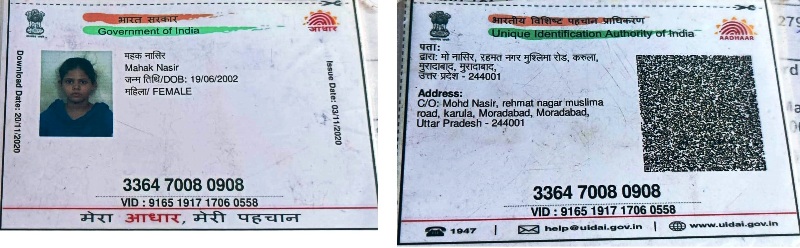 भारत सरकार
Government of India
आधार
Download Date: 20/11/2020
महक नासिर
Mahak Nasir
जन्म तिथि/DOB: 19/06/2002
महिला/ FEMALE
Issue Date: 03/11/2020
3364 7008 0908
VID : 9165 1917 1706 0558
मेरा आधार, मेरी पहचान
भारतीय विशिष्ट पहचान प्राधिकरण
Unique Identification Authority of India
AADHAAR
पता:
द्वारा: मो नासिर, रहमत नगर मुस्लिमा रोड, करुला,
मुरादाबाद, मुरादाबाद,
उत्तर प्रदेश - 244001
Address:
C/O: Mohd Nasir, rehmat nagar muslima
road, karula, Moradabad, Moradabad,
Uttar Pradesh - 244001
3364 7008 0908
VID : 9165 1917 1706 0558
1947 | help@uidai.gov.in | www.uidai.gov.in